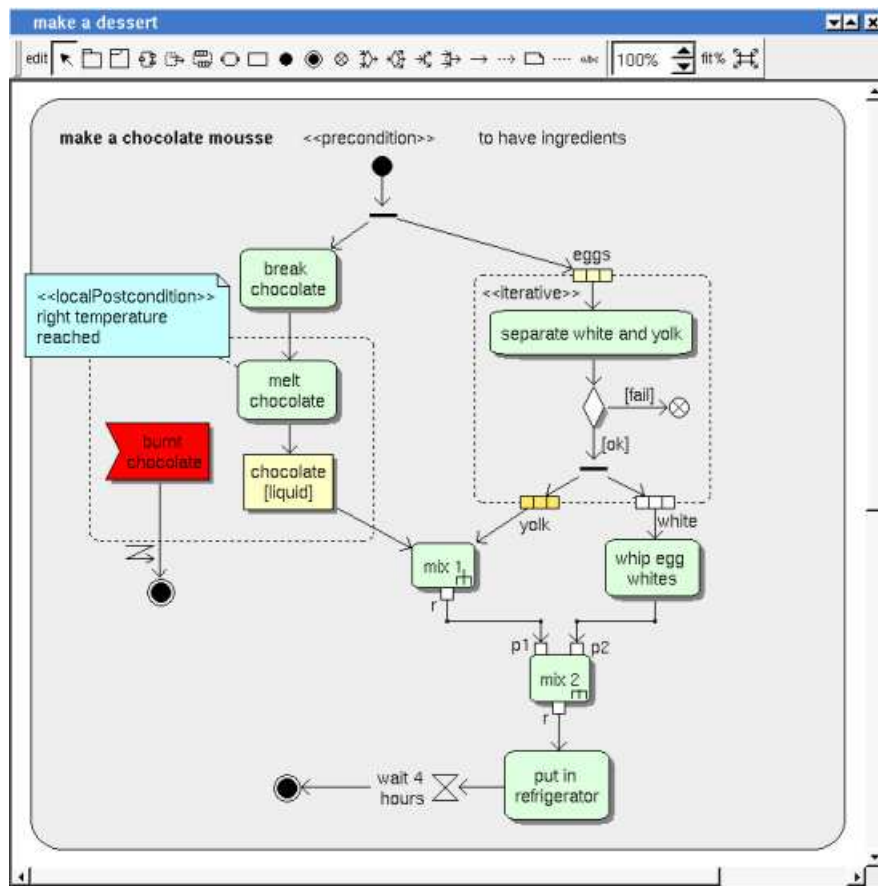 make a dessert
edit 100% fit%
make a chocolate mousse <<precondition>> to have ingredients
eggs
break
chocolate
<<localPostcondition>>
right temperature
reached
<<iterative>>
separate white and yolk
melt
chocolate
[fail]
burnt
chocolate
[ok]
chocolate
[liquid]
yolk
white
mix 1
whip egg
whites
r
p1
p2
mix 2
r
put in
refrigerator
wait 4
hours